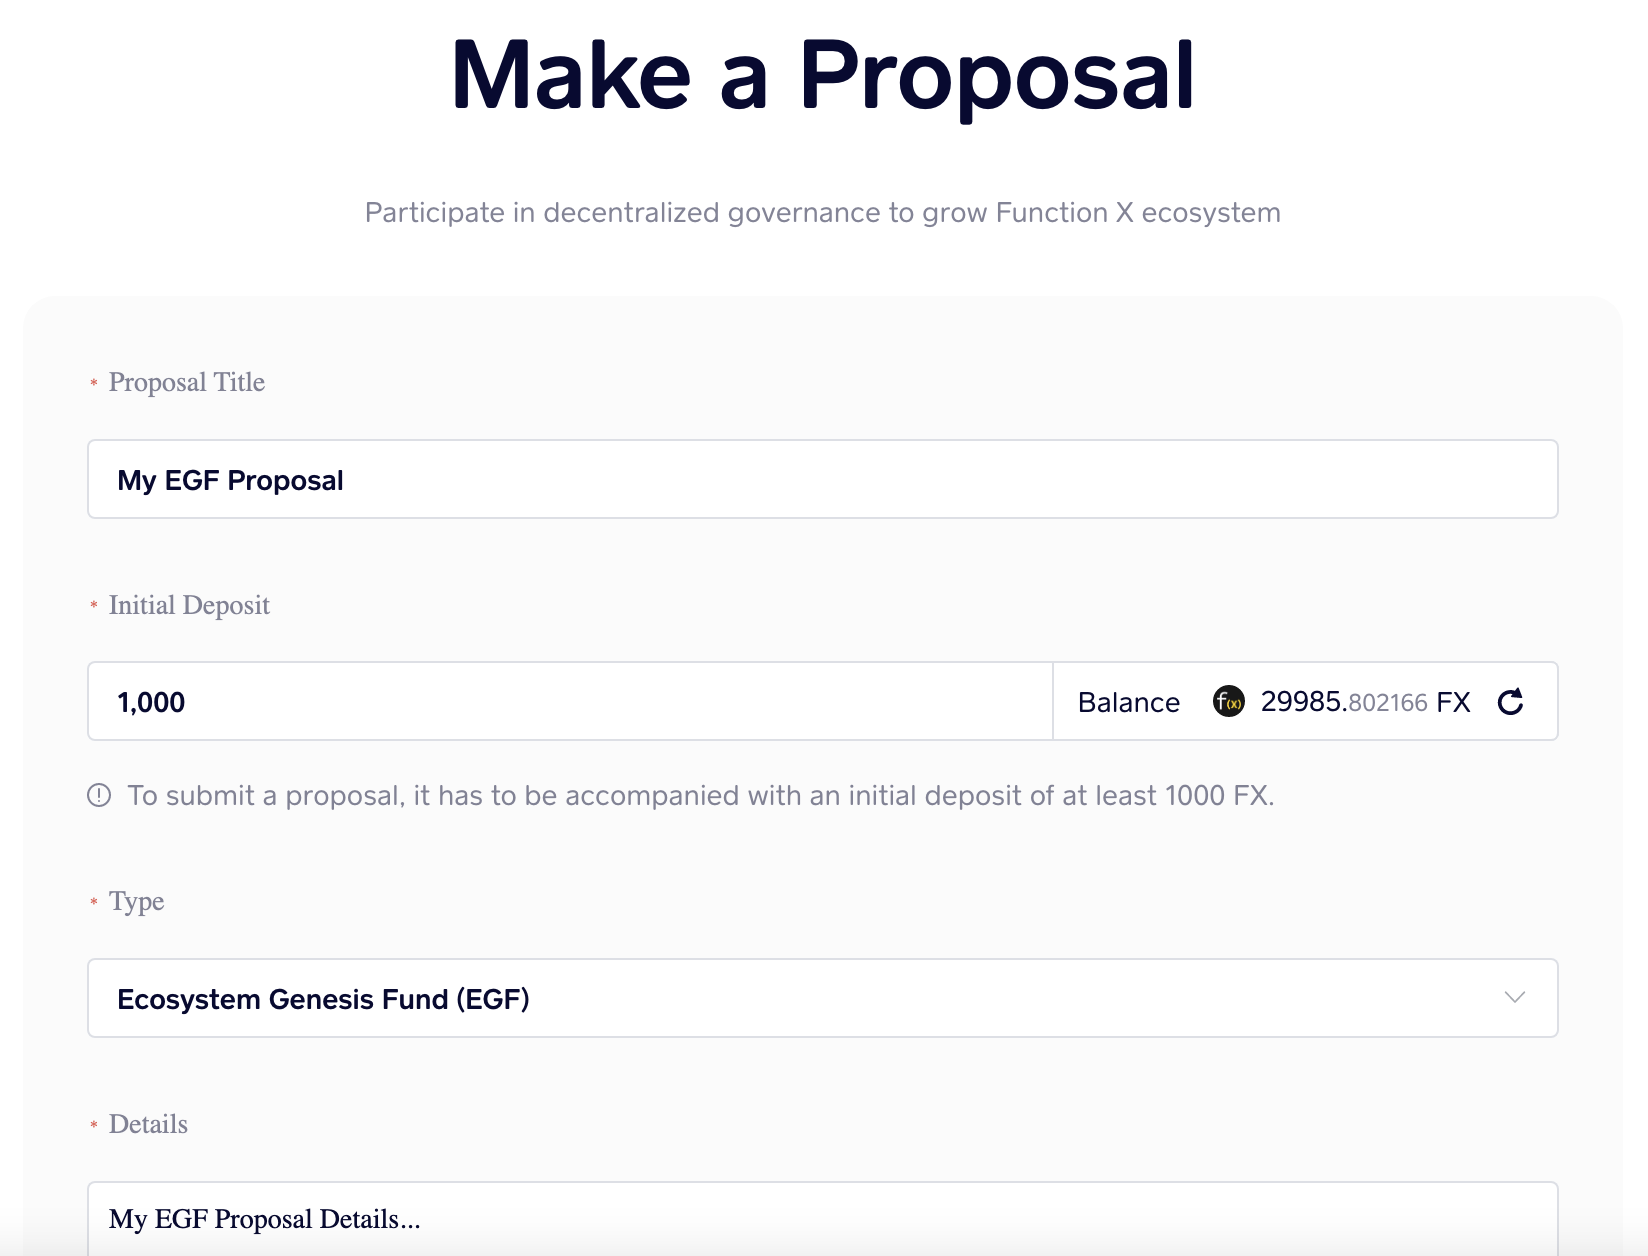 Make a Proposal
Participate in decentralized governance to grow Function X ecosystem
* Proposal Title
My EGF Proposal
* Initial Deposit
1,000
Balance f(x) 29985.802166 FX
To submit a proposal, it has to be accompanied with an initial deposit of at least 1000 FX.
* Type
Ecosystem Genesis Fund (EGF)
* Details
My EGF Proposal Details...